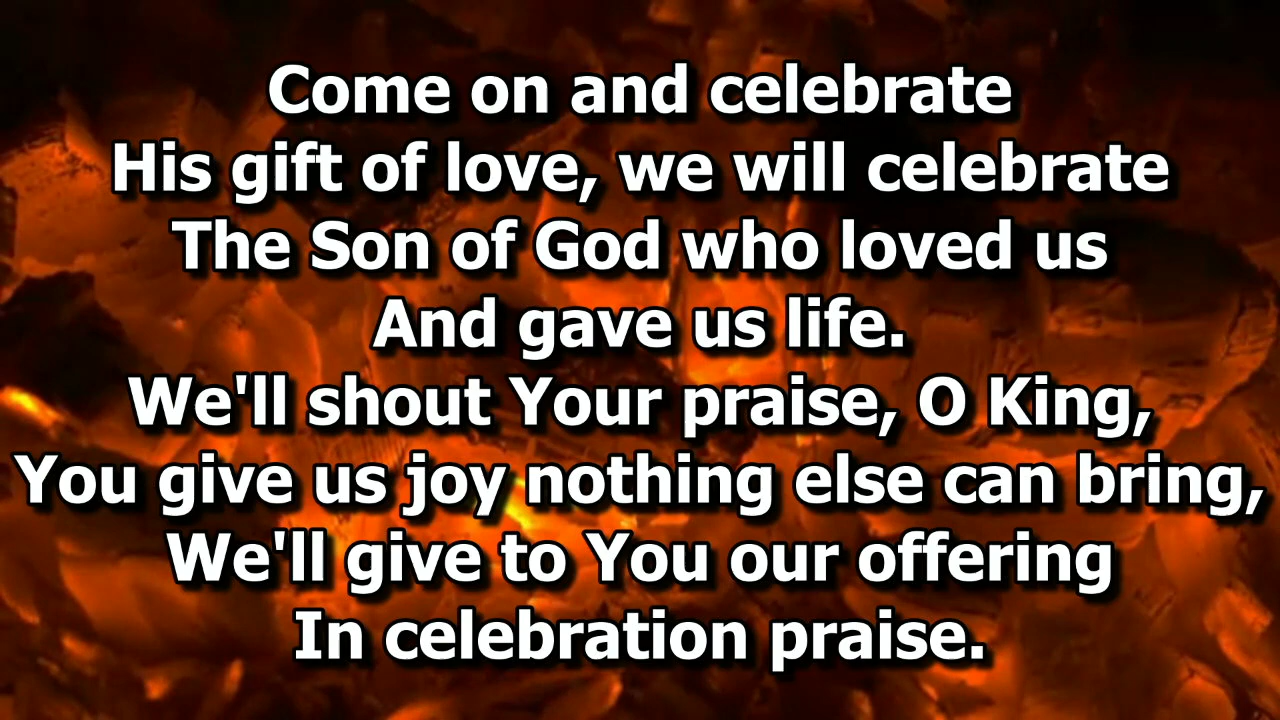 Come on and celebrate
His gift of love, we will celebrate
The Son of God who loved us
And gave us life.
We'll shout Your praise, O King,
You give us joy nothing else can bring,
We'll give to You our offering
In celebration praise.